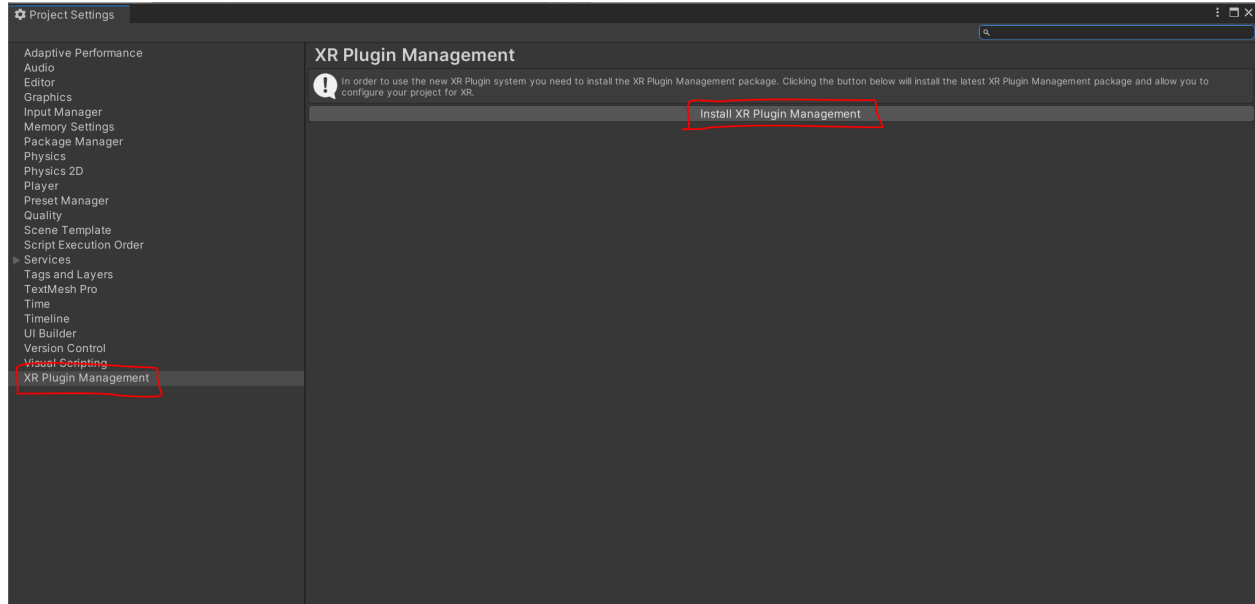 Project Settings
Adaptive Performance
Audio
Editor
Graphics
Input Manager
Memory Settings
Package Manager
Physics
Physics 2D
Player
Preset Manager
Quality
Scene Template
Script Execution Order
Services
Tags and Layers
TextMesh Pro
Time
Timeline
UI Builder
Version Control
Visual Scripting
XR Plugin Management
XR Plugin Management
In order to use the new XR Plugin system you need to install the XR Plugin Management package. Clicking the button below will install the latest XR Plugin Management package and allow you to
configure your project for XR.
Install XR Plugin Management